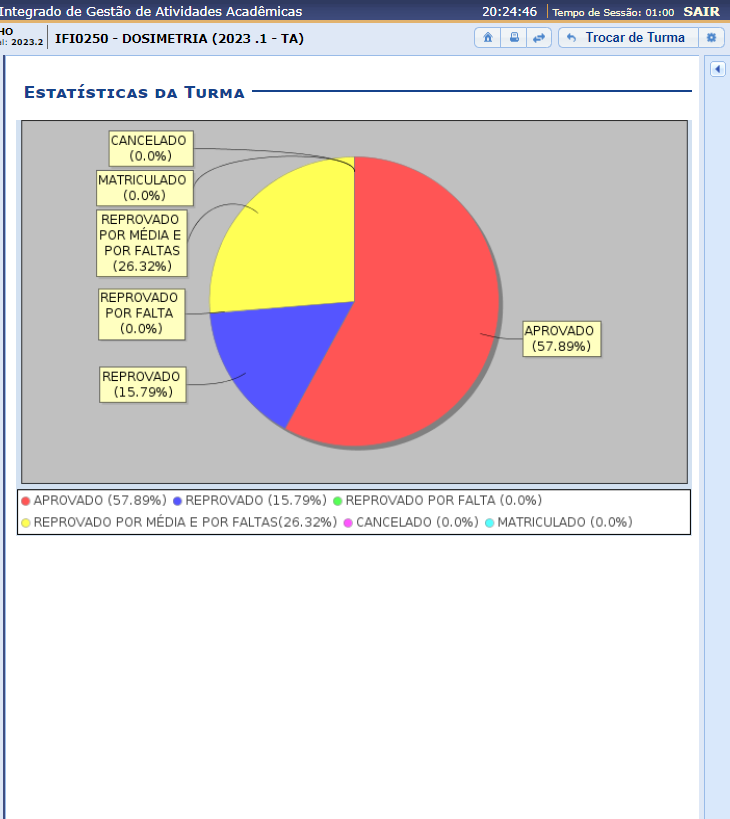 Integrado de Gestão de Atividades Acadêmicas 20:24:46 Tempo de Sessão: 01:00 SAIR
2023.2
IFI0250 - DOSIMETRIA (2023 .1 - TA) Trocar de Turma
ESTATÍSTICAS DA TURMA
CANCELADO
(0.0%)
MATRICULADO
(0.0%)
REPROVADO
POR MÉDIA E
POR FALTAS
(26.32%)
REPROVADO
POR FALTA
(0.0%)
REPROVADO
(15.79%)
APROVADO
(57.89%)
APROVADO (57.89%) REPROVADO (15.79%) REPROVADO POR FALTA (0.0%)
REPROVADO POR MÉDIA E POR FALTAS(26.32%) CANCELADO (0.0%) MATRICULADO (0.0%)